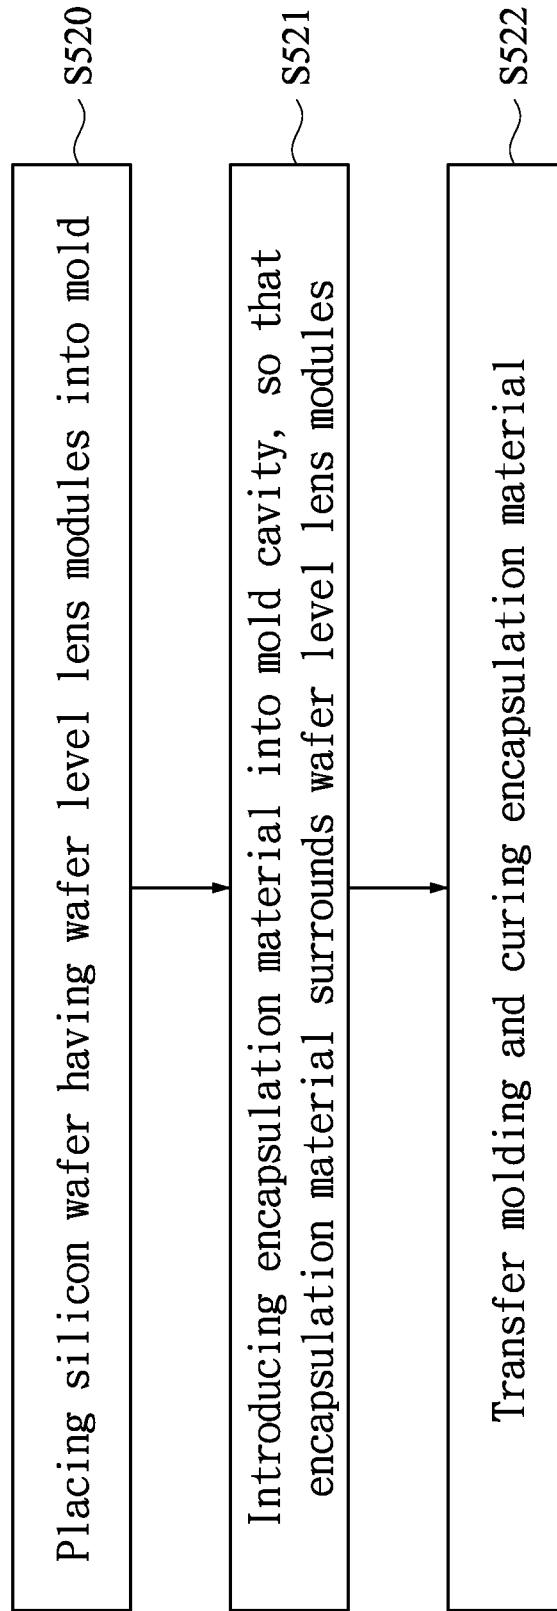 Placing silicon wafer having wafer level lens modules into mold
S520
Introducing encapsulation material into mold cavity, so that
encapsulation material surrounds wafer level lens modules
S521
Transfer molding and curing encapsulation material
S522